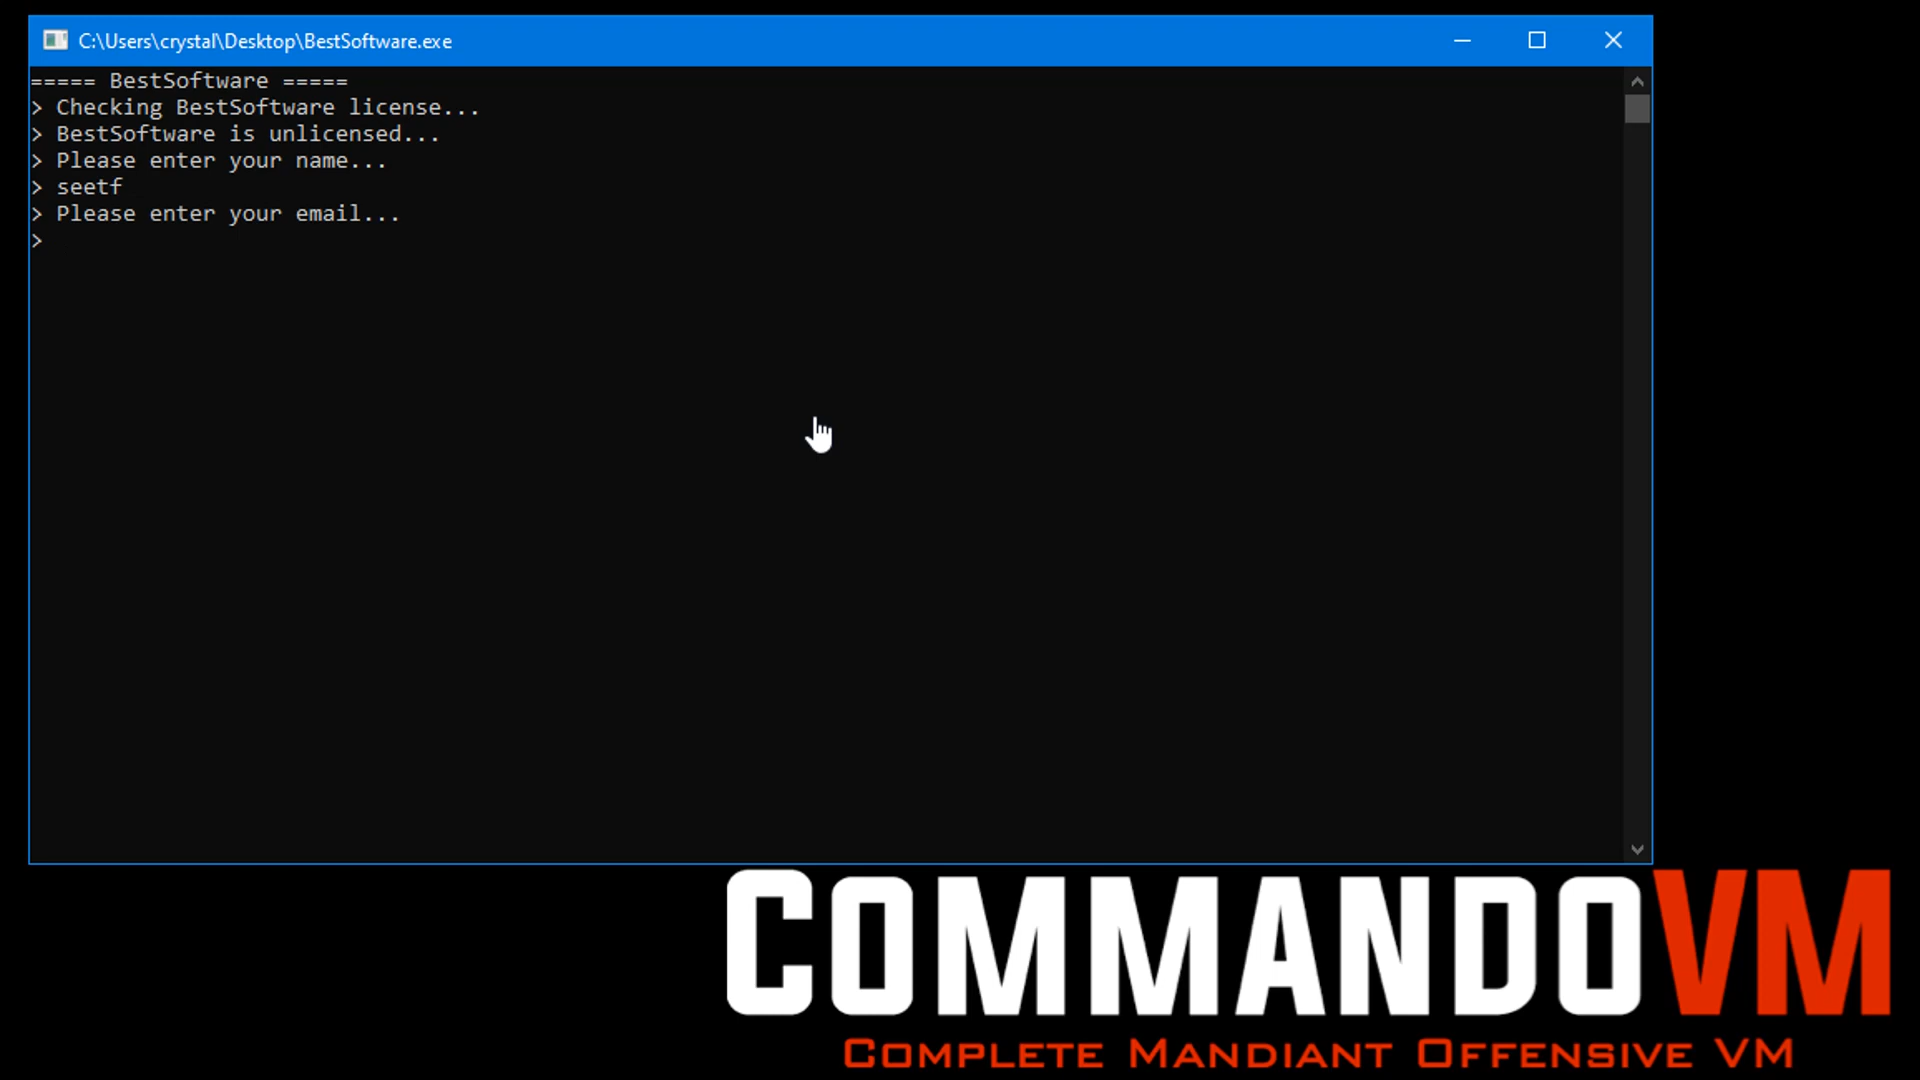 C:\Users\crystal\Desktop\BestSoftware.exe
===== BestSoftware =====
> Checking BestSoftware license...
> BestSoftware is unlicensed...
> Please enter your name...
> seetf
> Please enter your email...
>
COMMANDOVM
COMPLETE MANDIANT OFFENSIVE VM